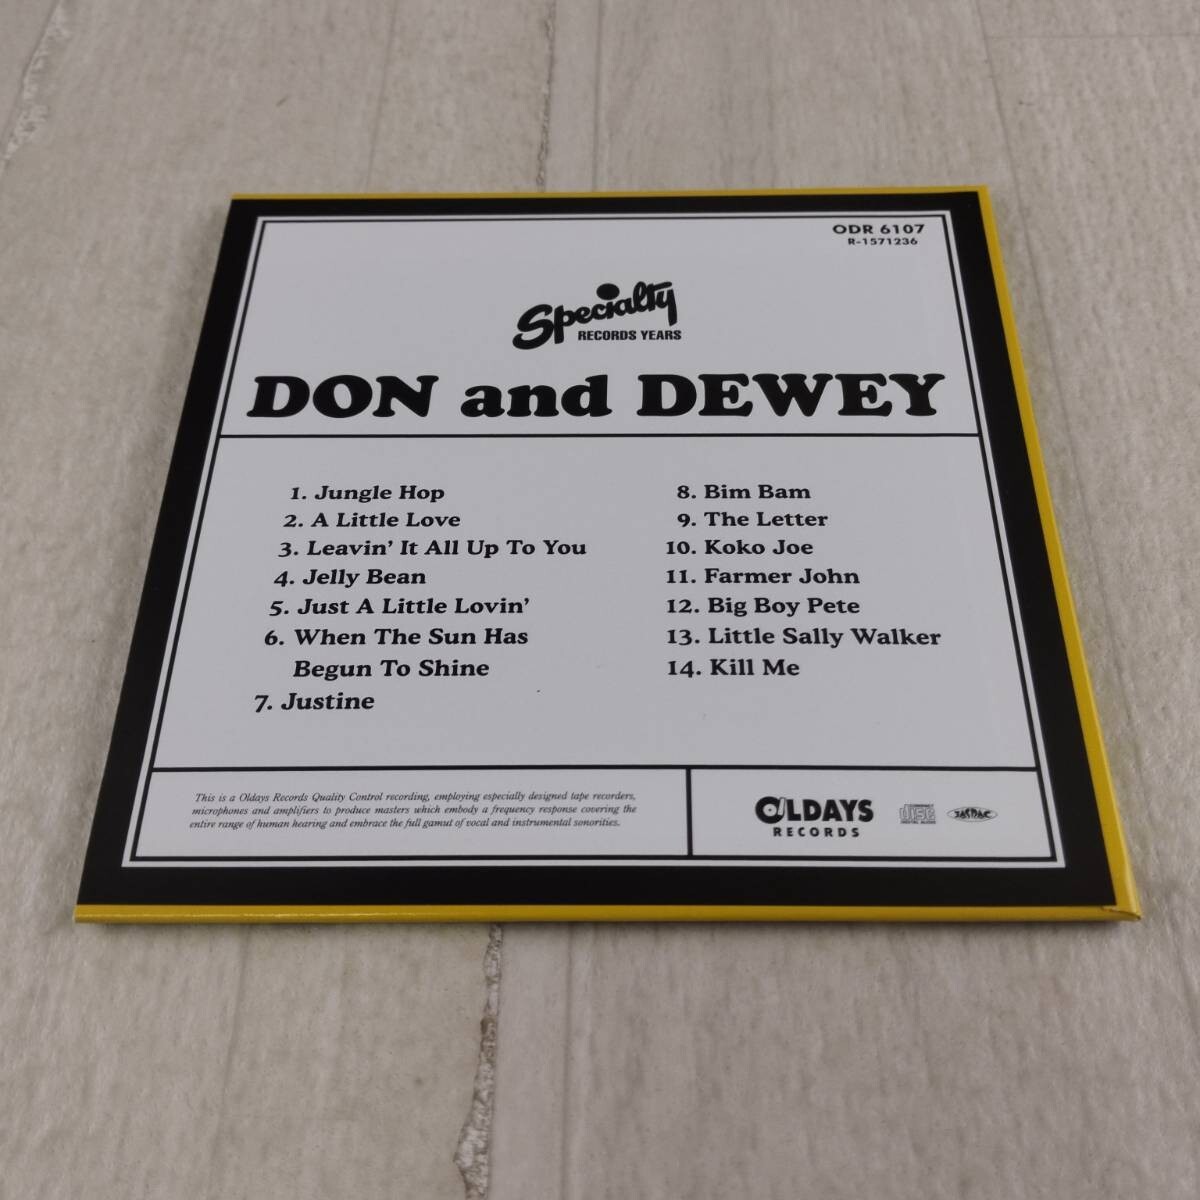 ODR 6107
R-1571236
Specialty
RECORDS YEARS
DON and DEWEY
1. Jungle Hop
2. A Little Love
3. Leavin' It All Up To You
4. Jelly Bean
5. Just A Little Lovin'
6. When The Sun Has
Begun To Shine
7. Justine
8. Bim Bam
9. The Letter
10. Koko Joe
11. Farmer John
12. Big Boy Pete
13. Little Sally Walker
14. Kill Me
This is a Oldays Records Quality Control recording, employing especially designed tape recorders,
microphones and amplifiers to produce masters which embody a frequency response covering the
entire range of human hearing and embrace the full gamut of vocal and instrumental sonorities.
OLDAYS
RECORDS
COMPACT
disc
DIGITAL AUDIO
JASRAC